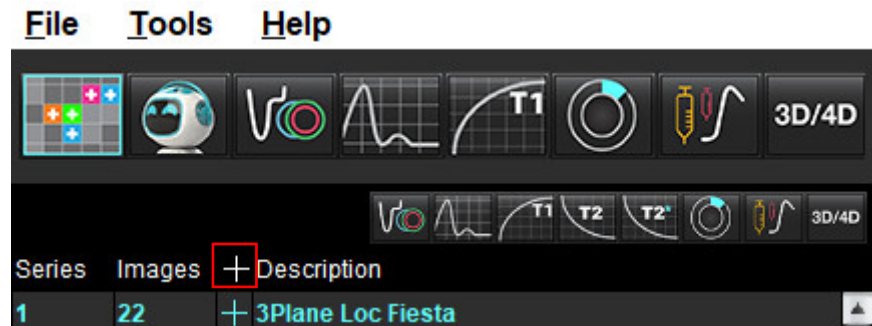 File Tools Help
T1 3D/4D
T1 T2 T2* 3D/4D
Series Images + Description
1 22 + 3Plane Loc Fiesta